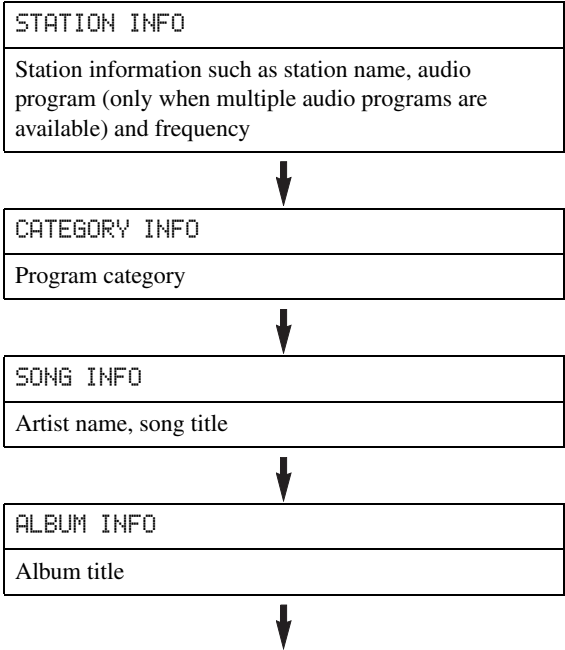 STATION INFO
Station information such as station name, audio
program (only when multiple audio programs are
available) and frequency
CATEGORY INFO
Program category
SONG INFO
Artist name, song title
ALBUM INFO
Album title